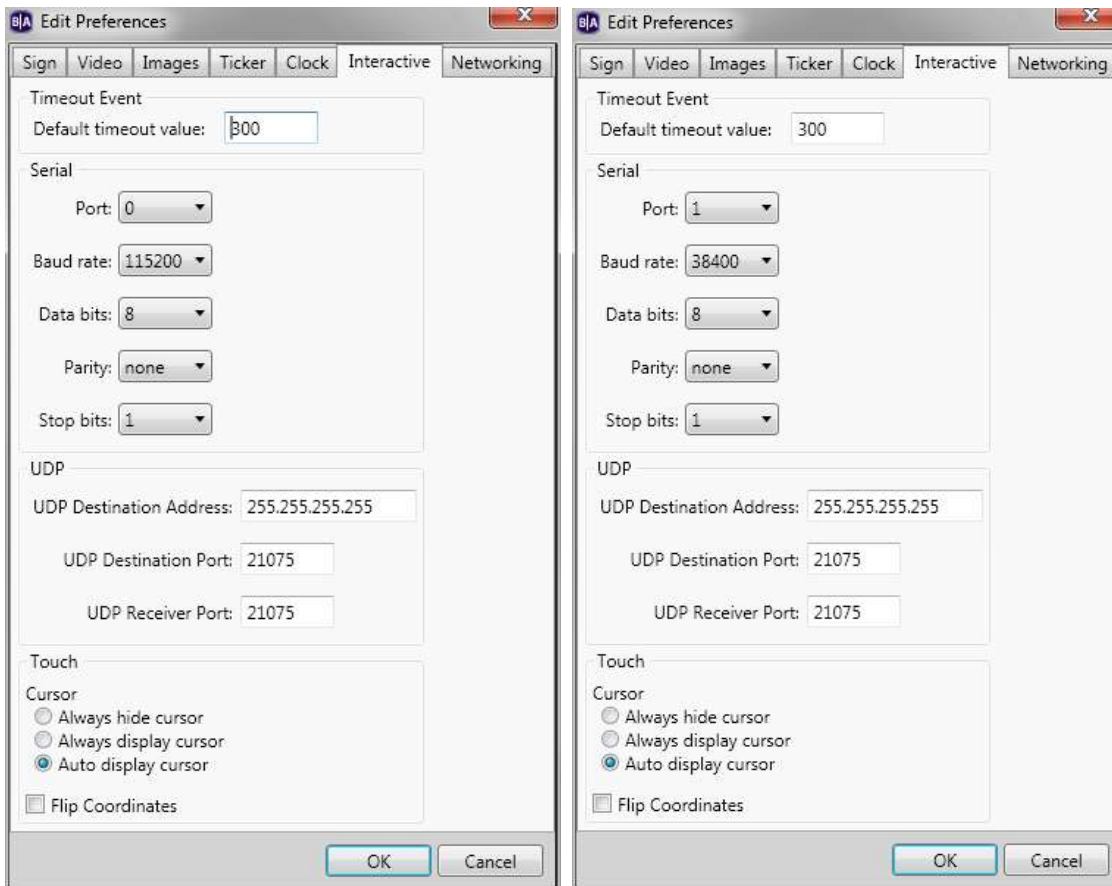 B|A Edit Preferences
Sign Video Images Ticker Clock Interactive Networking
Timeout Event
Default timeout value: 300
Serial
Port: 0
Baud rate: 115200
Data bits: 8
Parity: none
Stop bits: 1
UDP
UDP Destination Address: 255.255.255.255
UDP Destination Port: 21075
UDP Receiver Port: 21075
Touch
Cursor
Always hide cursor
Always display cursor
Auto display cursor
Flip Coordinates
OK Cancel
B|A Edit Preferences
Sign Video Images Ticker Clock Interactive Networking
Timeout Event
Default timeout value: 300
Serial
Port: 1
Baud rate: 38400
Data bits: 8
Parity: none
Stop bits: 1
UDP
UDP Destination Address: 255.255.255.255
UDP Destination Port: 21075
UDP Receiver Port: 21075
Touch
Cursor
Always hide cursor
Always display cursor
Auto display cursor
Flip Coordinates
OK Cancel